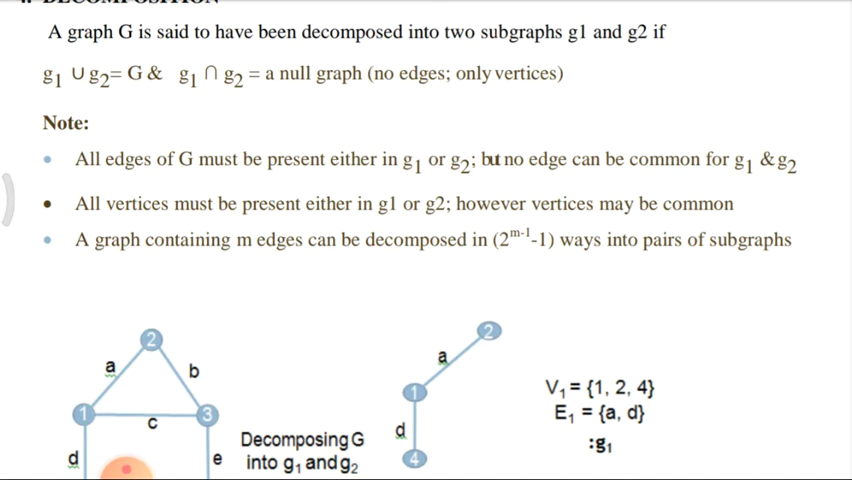 A graph G is said to have been decomposed into two subgraphs g1 and g2 if
g₁ ∪ g₂= G & g₁ ∩ g₂ = a null graph (no edges; only vertices)
Note:
• All edges of G must be present either in g₁ or g₂; but no edge can be common for g₁ & g₂
• All vertices must be present either in g1 or g2; however vertices may be common
• A graph containing m edges can be decomposed in (2ᵐ⁻¹-1) ways into pairs of subgraphs
2
a
b
1
c
3
d
e
Decomposing G
into g₁ and g₂
2
a
1
d
4
V₁ = {1, 2, 4}
E₁ = {a, d}
:g₁